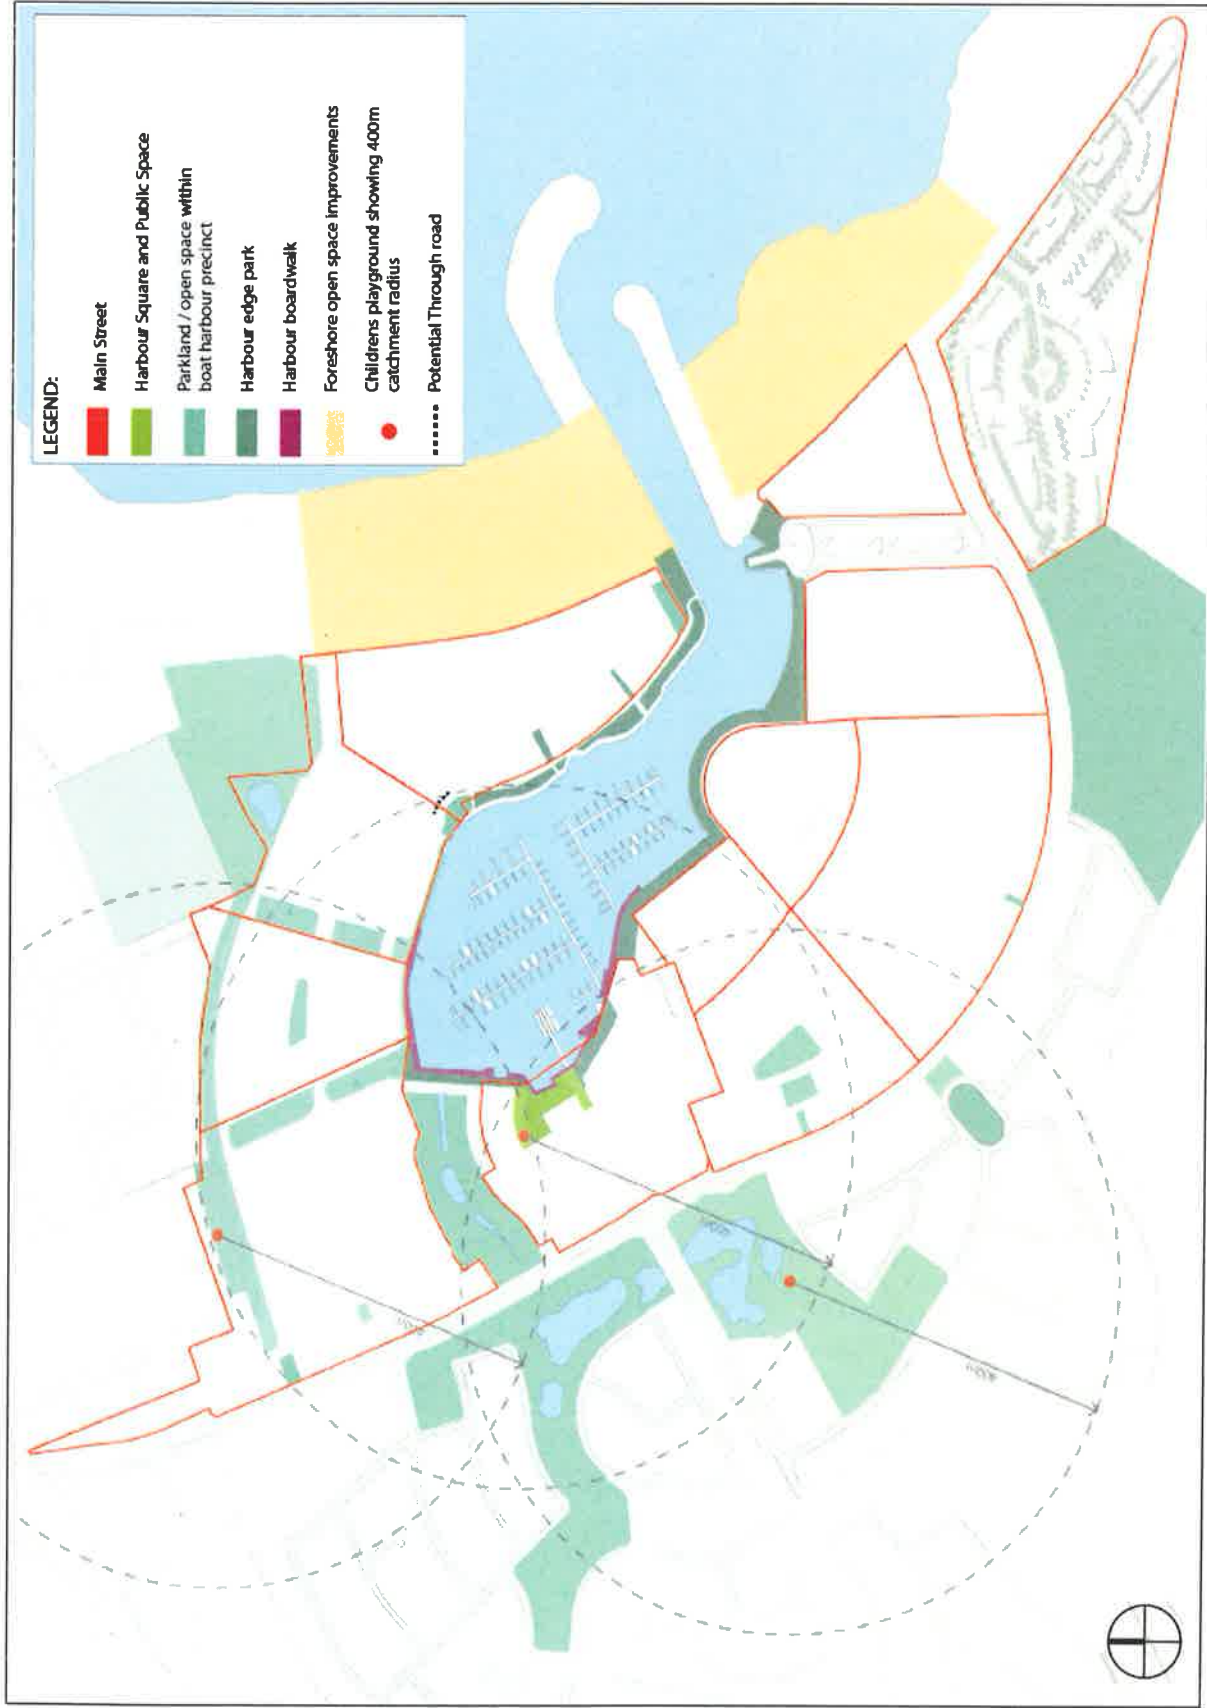 LEGEND:
Main Street
Harbour Square and Public Space
Parkland / open space within
boat harbour precinct
Harbour edge park
Harbour boardwalk
Foreshore open space improvements
Childrens playground showing 400m
catchment radius
Potential Through road